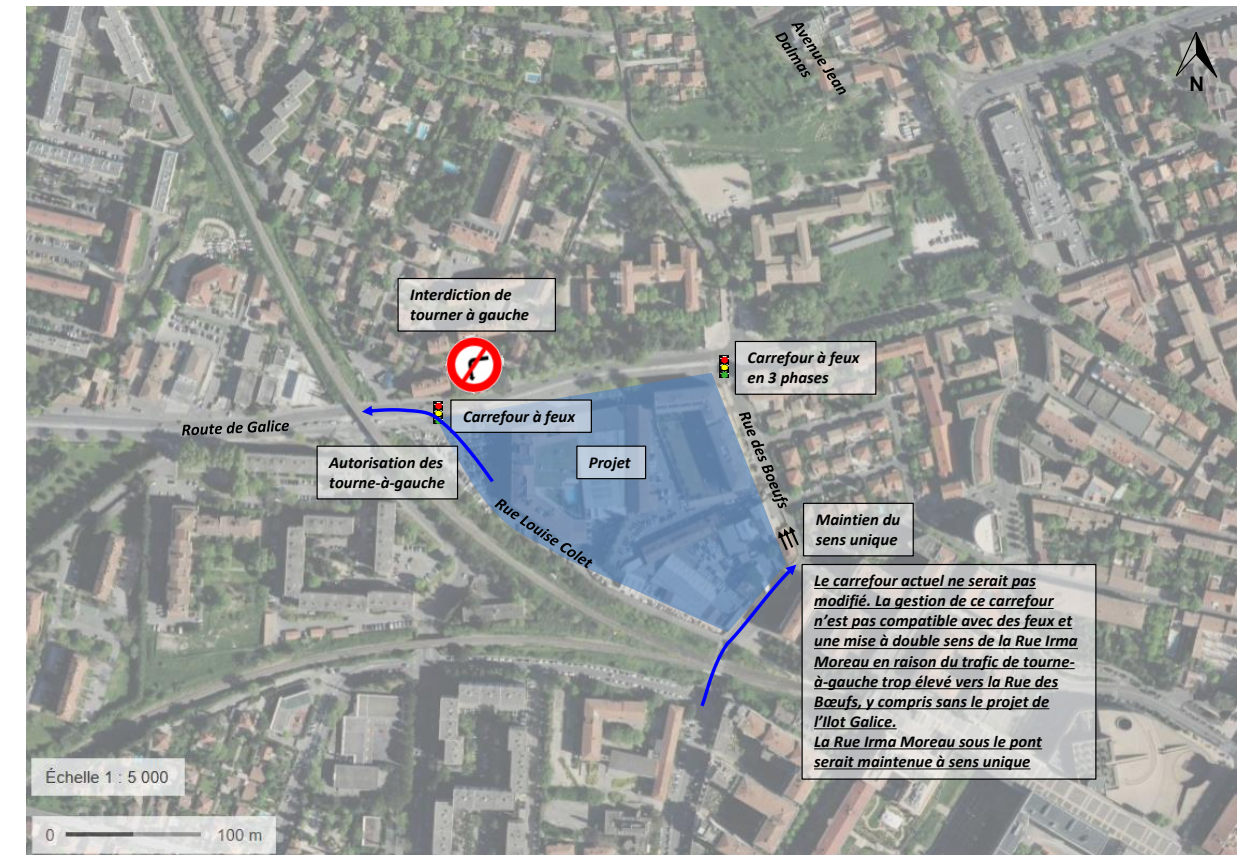 Avenue Jean
Dalmas
N
Interdiction de
tourner à gauche
Carrefour à feux
en 3 phases
Carrefour à feux
Route de Galice
Rue des Boeufs
Autorisation des
tourne-à-gauche
Projet
Rue Louise Colet
Maintien du
sens unique
Le carrefour actuel ne serait pas
modifié. La gestion de ce carrefour
n’est pas compatible avec des feux et
une mise à double sens de la Rue Irma
Moreau en raison du trafic de tourne-
à-gauche trop élevé vers la Rue des
Bœufs, y compris sans le projet de
l’Ilot Galice.
La Rue Irma Moreau sous le pont
serait maintenue à sens unique
Échelle 1 : 5 000
0 100 m